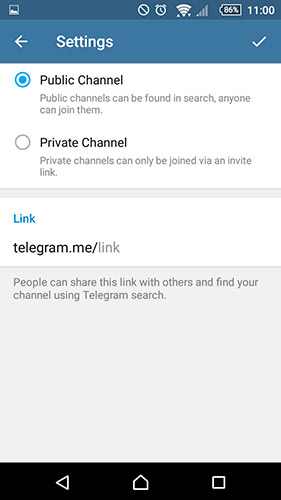 86% 11:00
Settings
Public Channel
Public channels can be found in search, anyone
can join them.
Private Channel
Private channels can only be joined via an invite
link.
Link
telegram.me/link
People can share this link with others and find your
channel using Telegram search.